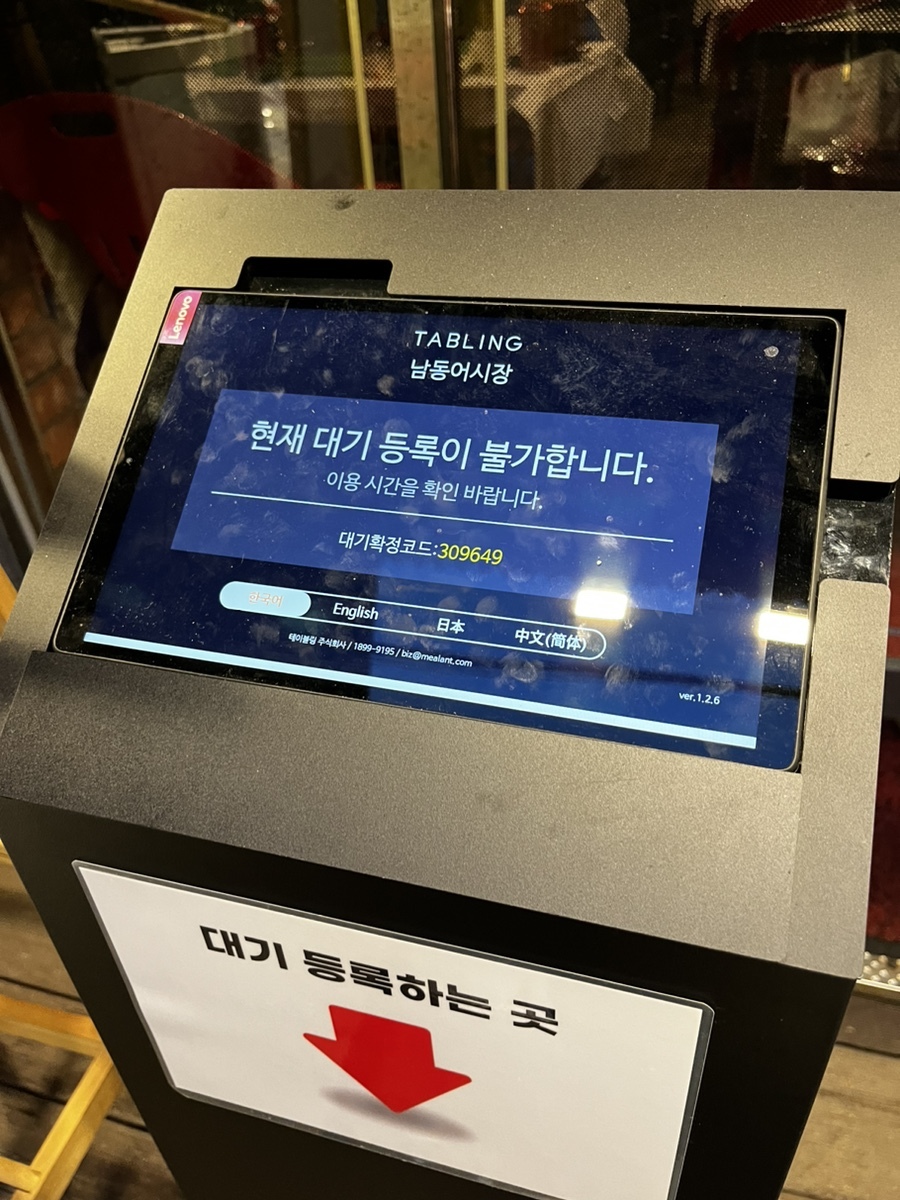 Lenovo
TABLING
남동어시장
현재 대기 등록이 불가합니다.
이용 시간을 확인 바랍니다.
대기확정코드:309649
한국어 English 日本 中文(简体)
테이블링 주식회사 / 1899-9195 / biz@mealant.com
ver.1.2.6
대기 등록하는 곳